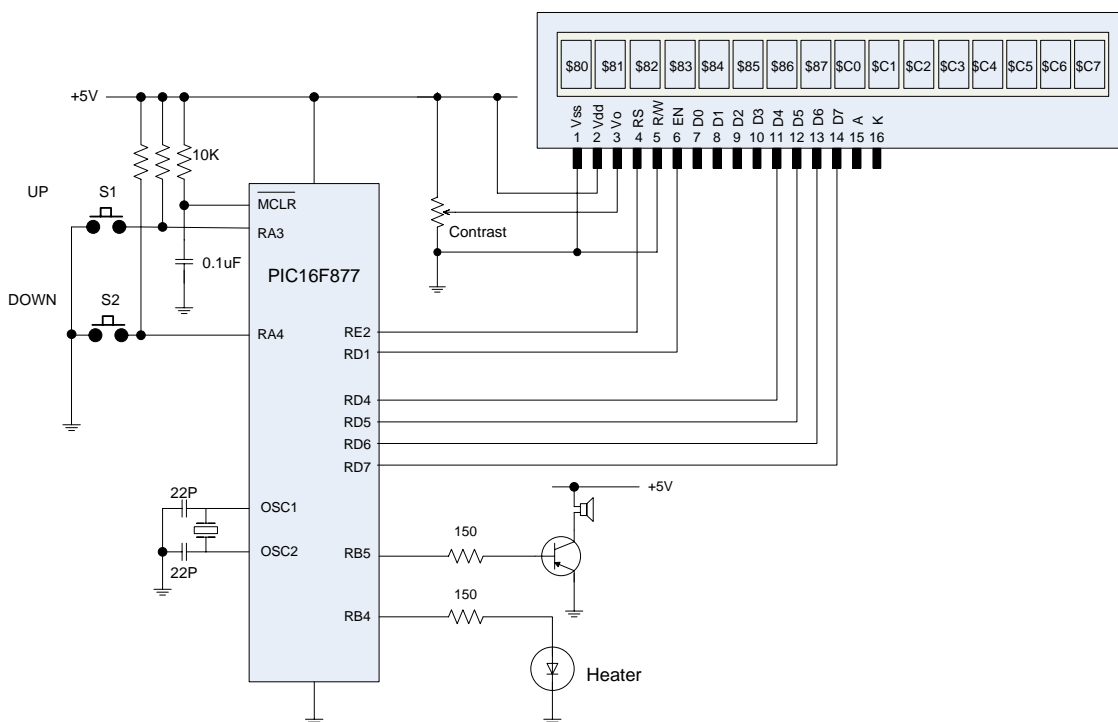 $80 $81 $82 $83 $84 $85 $86 $87 $C0 $C1 $C2 $C3 $C4 $C5 $C6 $C7
Vss Vdd Vo RS R/W EN D0 D1 D2 D3 D4 D5 D6 D7 A K
1 2 3 4 5 6 7 8 9 10 11 12 13 14 15 16
+5V
10K
UP S1
MCLR
RA3
Contrast
0.1uF
PIC16F877
DOWN S2
RA4
RE2
RD1
RD4
RD5
RD6
RD7
+5V
22P
OSC1
150
OSC2
RB5
22P
150
RB4
Heater